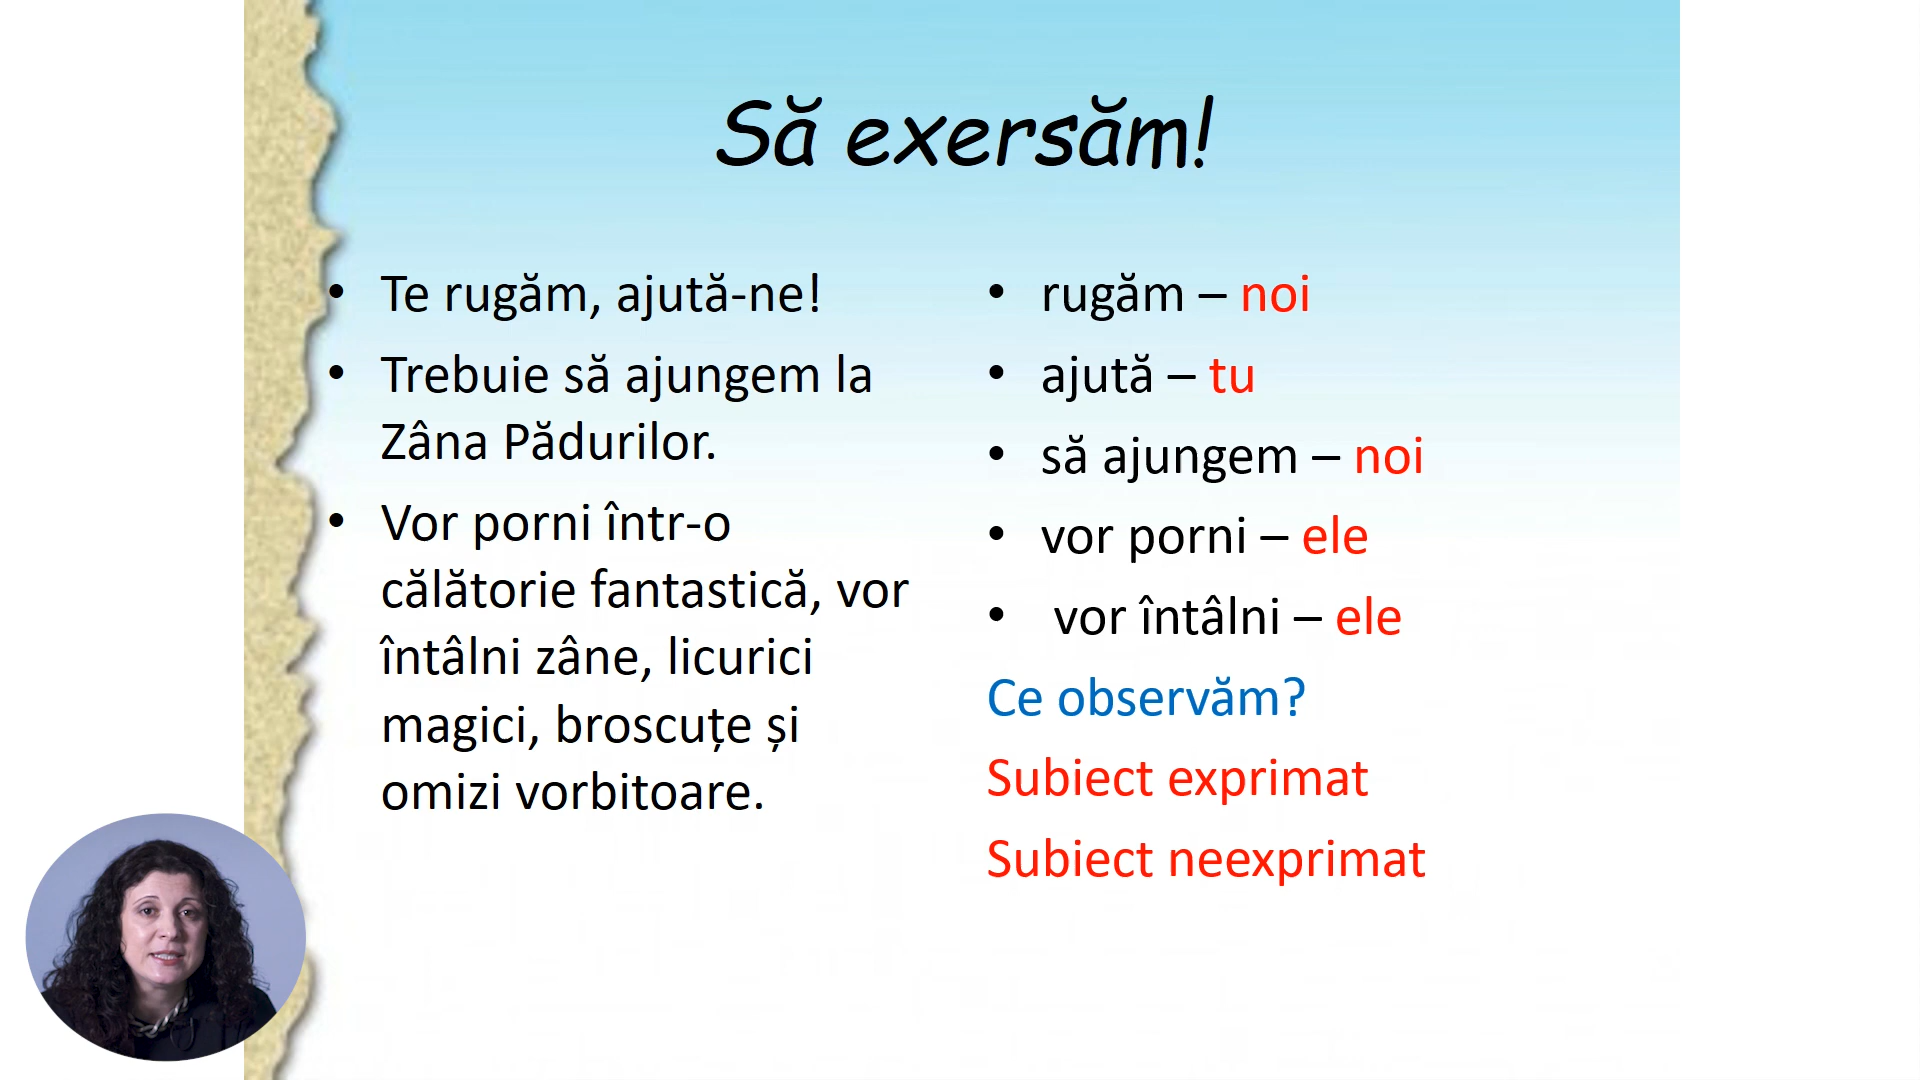 Să exersăm!
• Te rugăm, ajută-ne!
• Trebuie să ajungem la
Zâna Pădurilor.
• Vor porni într-o
călătorie fantastică, vor
întâlni zâne, licurici
magici, broscuțe și
omizi vorbitoare.
• rugăm – noi
• ajută – tu
• să ajungem – noi
• vor porni – ele
• vor întâlni – ele
Ce observăm?
Subiect exprimat
Subiect neexprimat